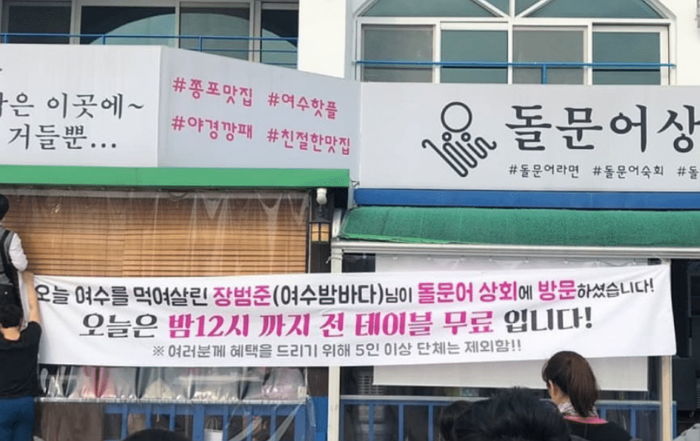 은 이곳에~
거들뿐...
#쫑포맛집 #여수핫플
#야경깡패 #친절한맛집
돌문어상
#돌문어라면 #돌문어숙회 #돌
오늘 여수를 먹여살린 장범준(여수밤바다)님이 돌문어 상회에 방문하셨습니다!
오늘은 밤12시 까지 전 테이블 무료 입니다!
※ 여러분께 혜택을 드리기 위해 5인 이상 단체는 제외함!!